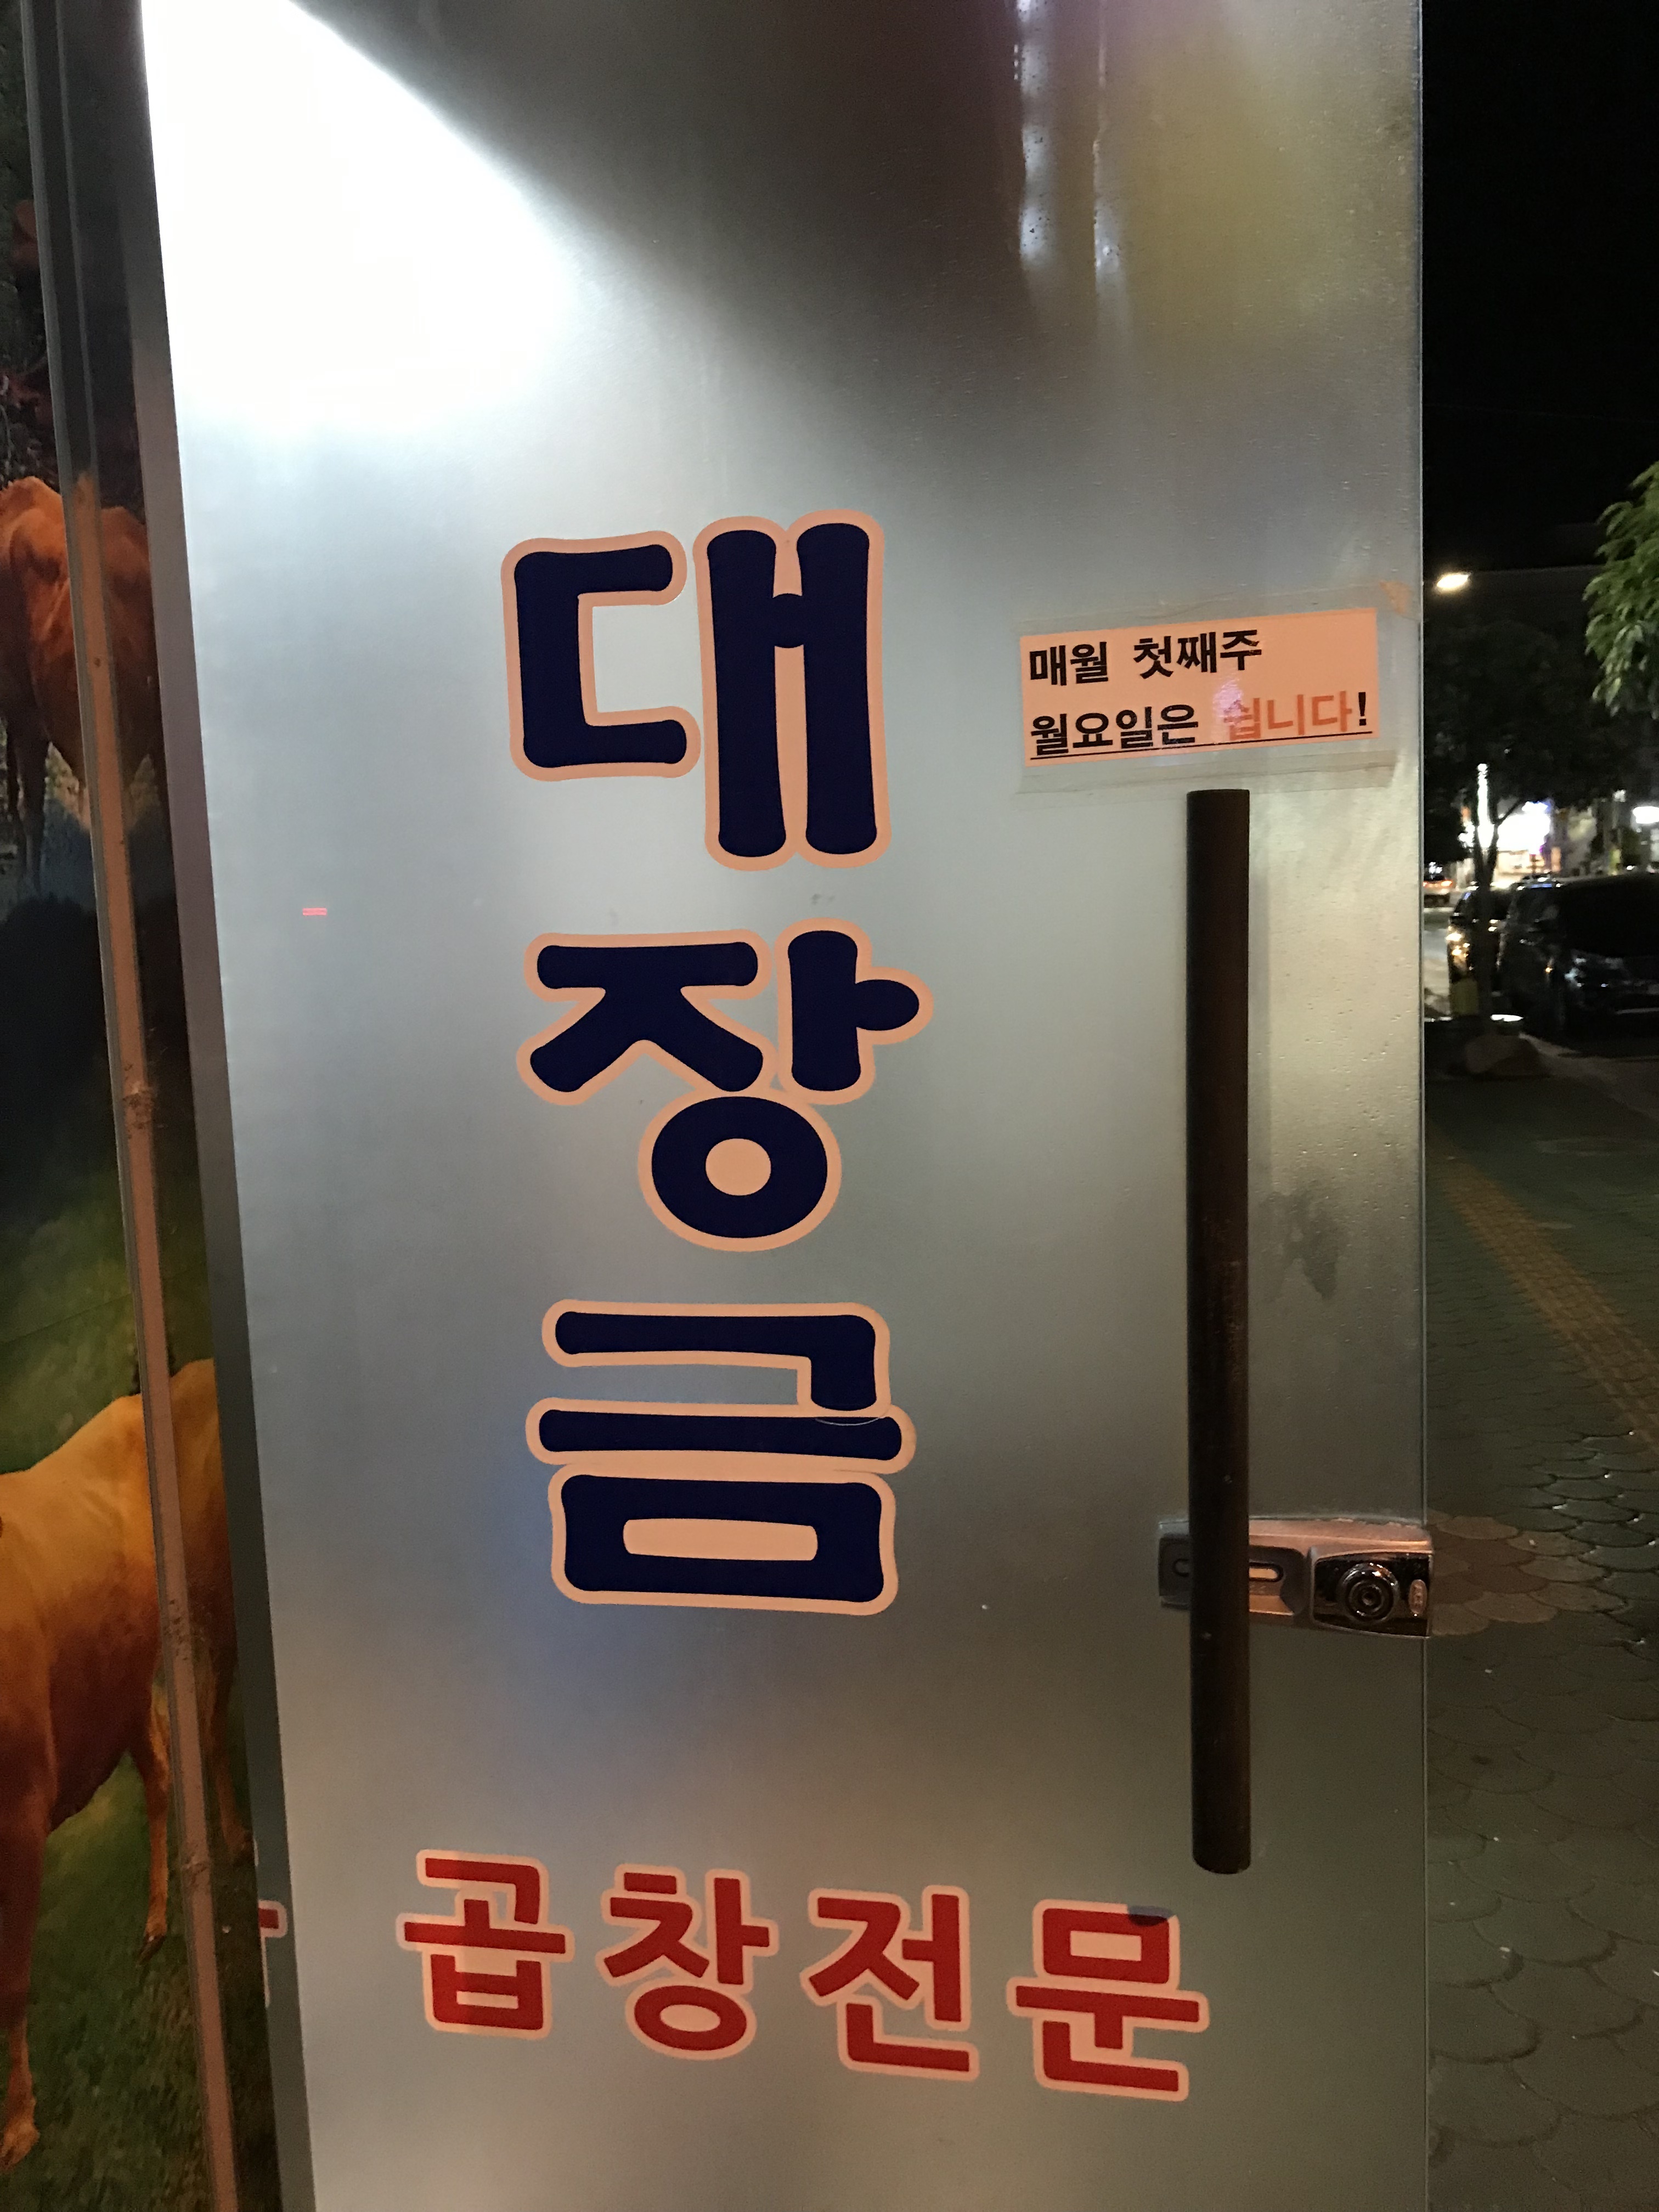 대장금
매월 첫째주
월요일은 쉽니다!
곱창전문